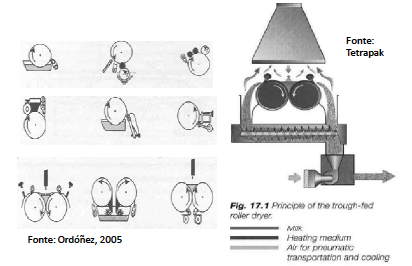 Fonte:
Tetrapak
Fonte: Ordóñez, 2005
Fig. 17.1 Principle of the trough-fed
roller dryer.
Milk
Heating medium
Air for pneumatic
transportation and cooling